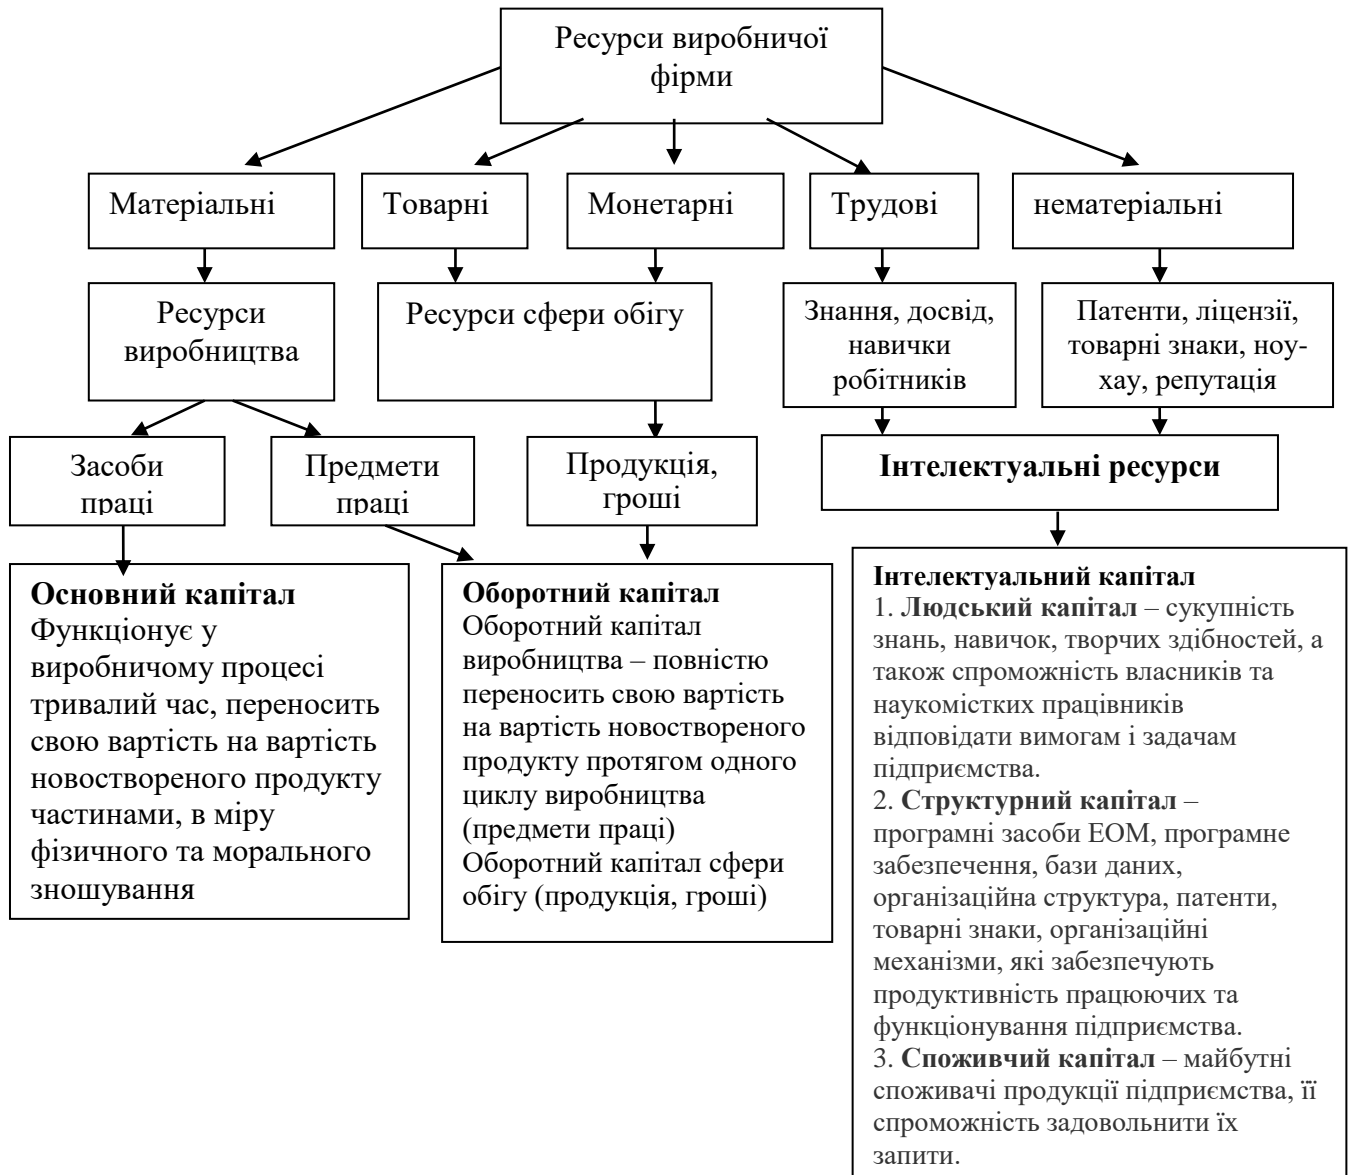 Ресурси виробничої
фірми
Матеріальні
Товарні
Монетарні
Трудові
нематеріальні
Ресурси
виробництва
Ресурси сфери обігу
Знання, досвід,
навички
робітників
Патенти, ліцензії,
товарні знаки, ноу-
хау, репутація
Засоби
праці
Предмети
праці
Продукція,
гроші
Інтелектуальні ресурси
Основний капітал
Функціонує у
виробничому процесі
тривалий час, переносить
свою вартість на вартість
новоствореного продукту
частинами, в міру
фізичного та морального
зношування
Оборотний капітал
Оборотний капітал
виробництва – повністю
переносить свою вартість
на вартість новоствореного
продукту протягом одного
циклу виробництва
(предмети праці)
Оборотний капітал сфери
обігу (продукція, гроші)
Інтелектуальний капітал
1. Людський капітал – сукупність
знань, навичок, творчих здібностей, а
також спроможність власників та
наукомістких працівників
відповідати вимогам і задачам
підприємства.
2. Структурний капітал –
програмні засоби ЕОМ, програмне
забезпечення, бази даних,
організаційна структура, патенти,
товарні знаки, організаційні
механізми, які забезпечують
продуктивність працюючих та
функціонування підприємства.
3. Споживчий капітал – майбутні
споживачі продукції підприємства, її
спроможність задовольнити їх
запити.